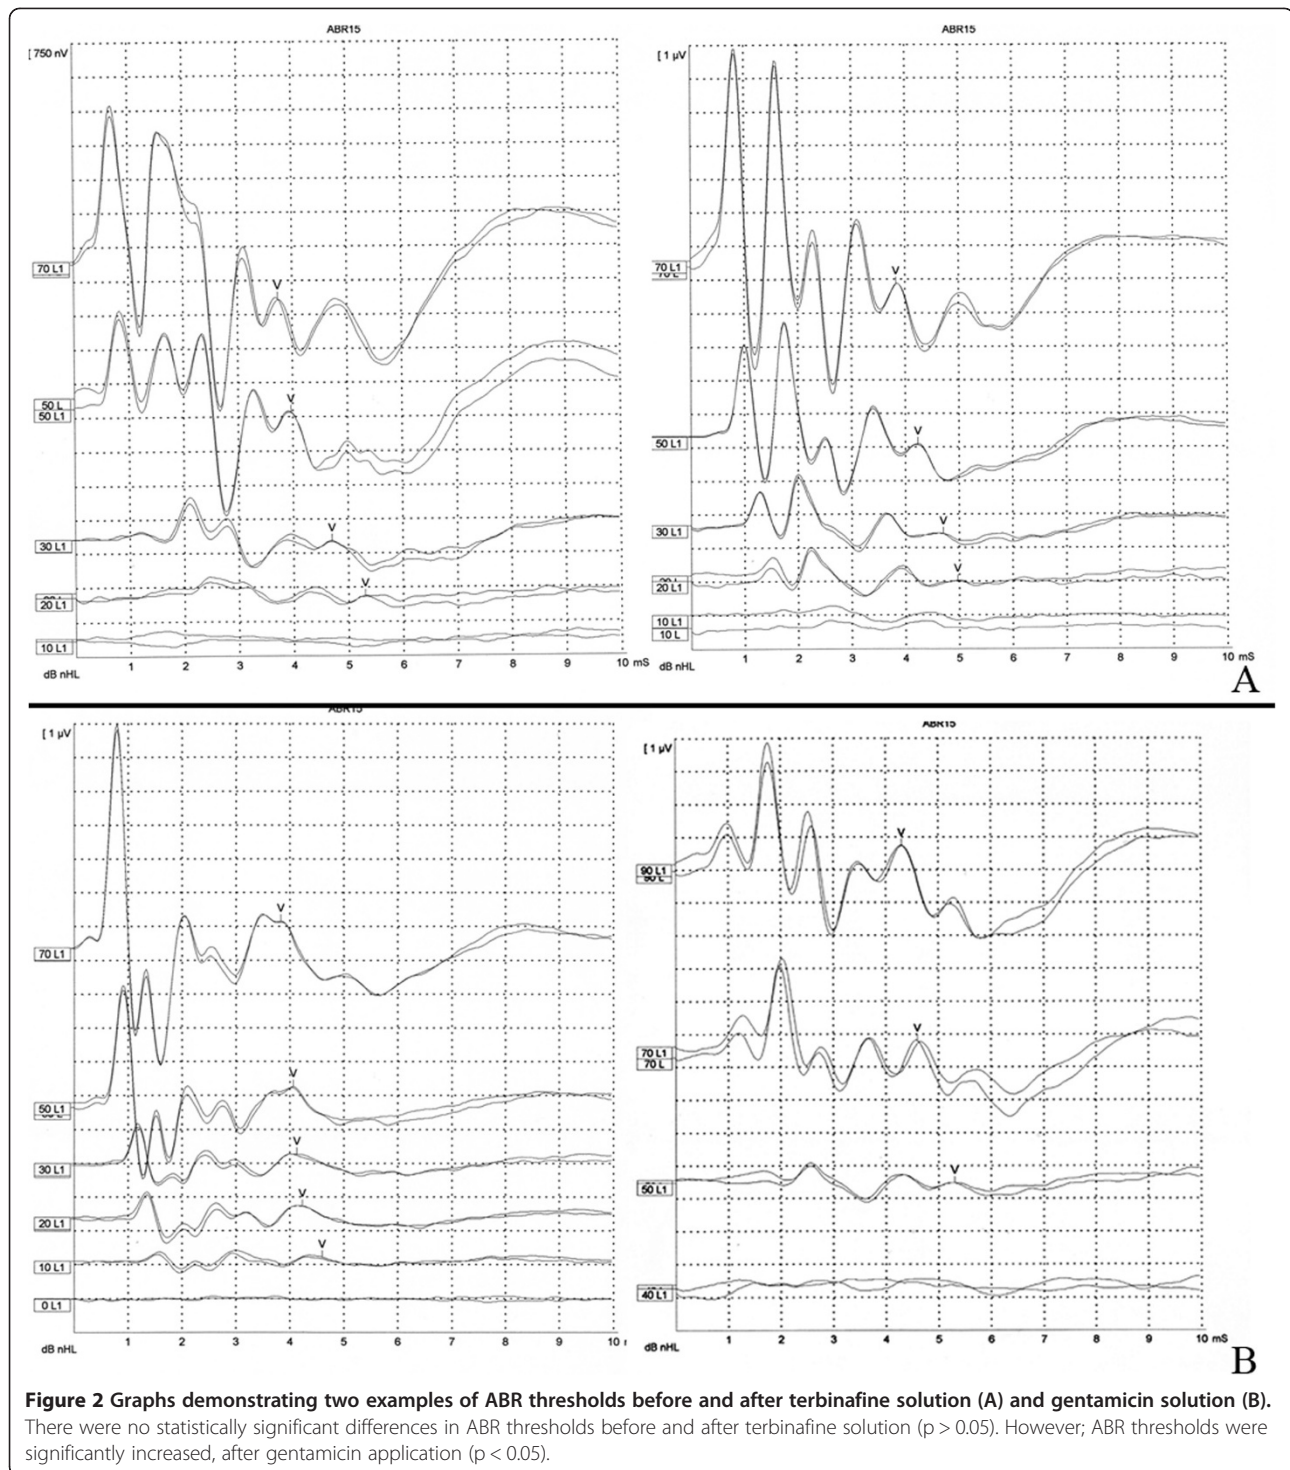 ABR15
[ 750 nV
70 L1
50 L
50 L1
30 L1
20 L1
10 L1
V
V
V
V
1 2 3 4 5 6 7 8 9 10 mS
dB nHL
ABR15
[ 1 µV
70 L1
50 L1
30 L1
20 L1
10 L1
10 L
V
V
V
V
1 2 3 4 5 6 7 8 9 10 mS
dB nHL
A
ABR15
[ 1 µV
70 L1
50 L1
30 L1
20 L1
10 L1
0 L1
V
V
V
V
V
1 2 3 4 5 6 7 8 9 10
dB nHL
ABR15
[ 1 µV
90 L1
90 L
70 L1
70 L
50 L1
40 L1
V
V
V
1 2 3 4 5 6 7 8 9 10 mS
dB nHL
B
Figure 2 Graphs demonstrating two examples of ABR thresholds before and after terbinafine solution (A) and gentamicin solution (B).
There were no statistically significant differences in ABR thresholds before and after terbinafine solution (p > 0.05). However; ABR thresholds were
significantly increased, after gentamicin application (p < 0.05).